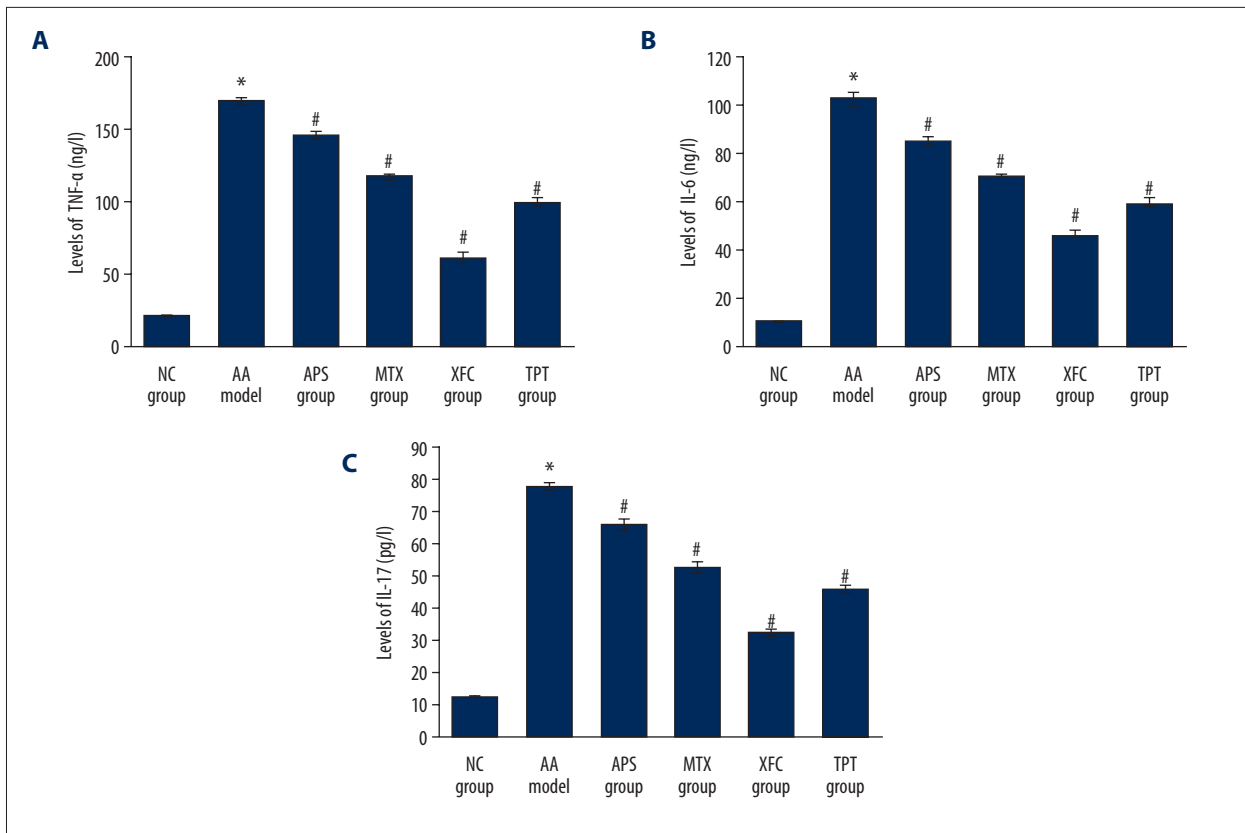 A
Levels of TNF-α (ng/l)
200
150
100
50
0
*
#
#
#
#
NC group
AA model
APS group
MTX group
XFC group
TPT group
B
Levels of IL-6 (ng/l)
120
100
80
60
40
20
0
*
#
#
#
#
NC group
AA model
APS group
MTX group
XFC group
TPT group
C
Levels of IL-17 (pg/l)
90
80
70
60
50
40
30
20
10
0
*
#
#
#
#
NC group
AA model
APS group
MTX group
XFC group
TPT group